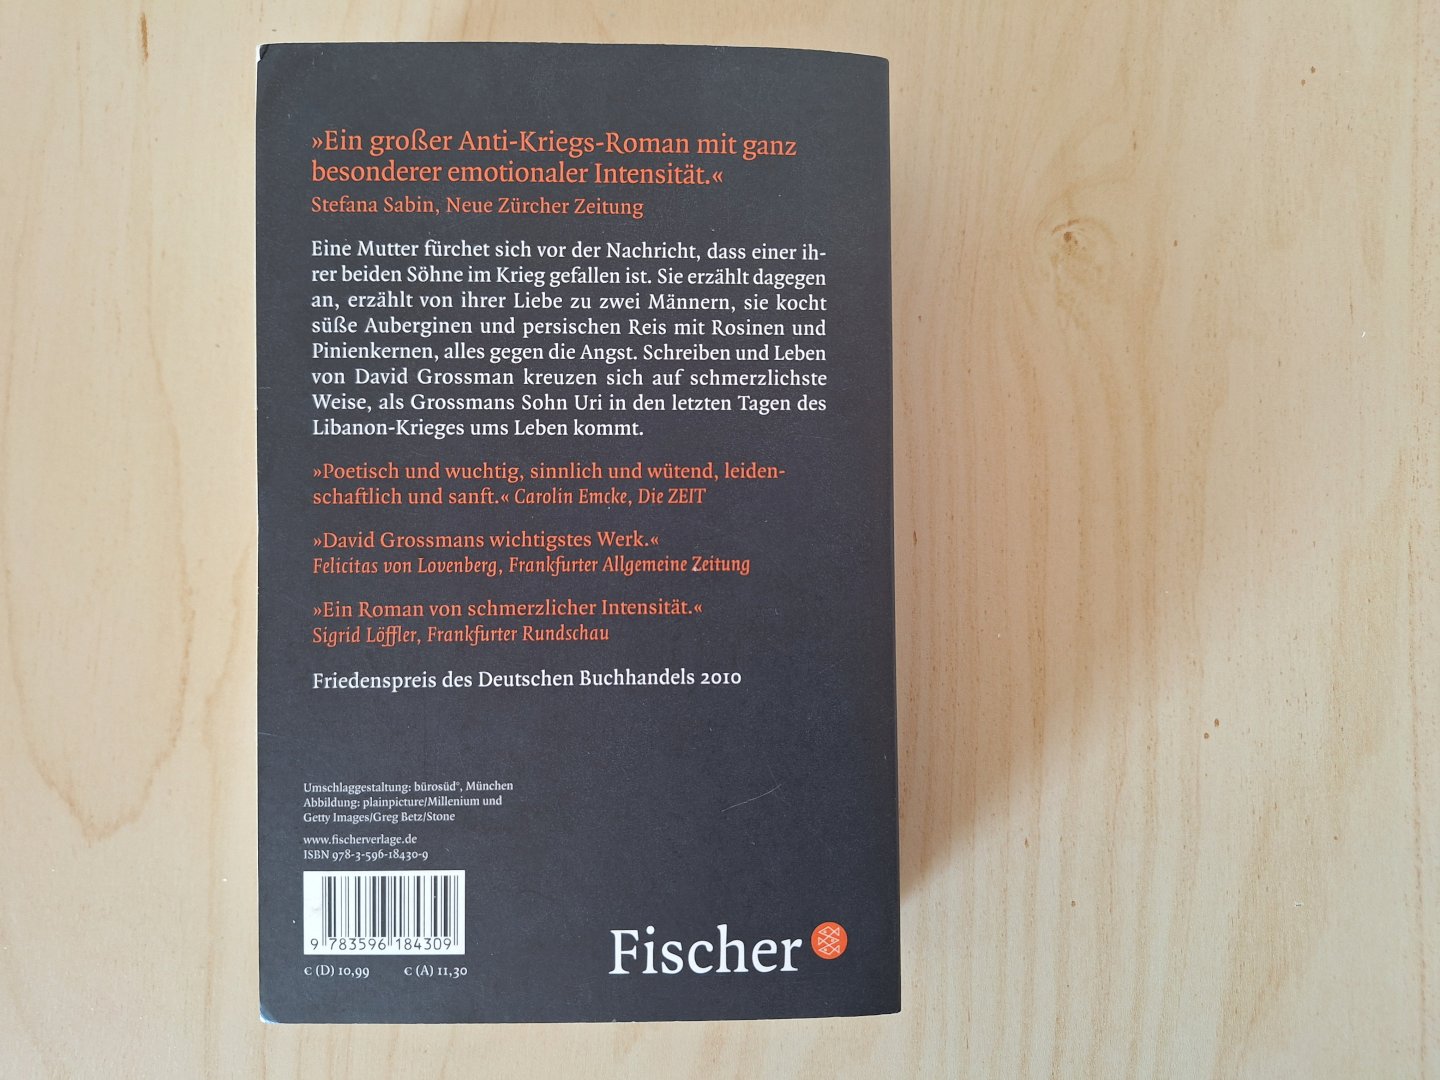 »Ein großer Anti-Kriegs-Roman mit ganz
besonderer emotionaler Intensität.«
Stefana Sabin, Neue Zürcher Zeitung
Eine Mutter fürchet sich vor der Nachricht, dass einer ih-
rer beiden Söhne im Krieg gefallen ist. Sie erzählt dagegen
an, erzählt von ihrer Liebe zu zwei Männern, sie kocht
süße Auberginen und persischen Reis mit Rosinen und
Pinienkernen, alles gegen die Angst. Schreiben und Leben
von David Grossman kreuzen sich auf schmerzlichste
Weise, als Grossmans Sohn Uri in den letzten Tagen des
Libanon-Krieges ums Leben kommt.
»Poetisch und wuchtig, sinnlich und wütend, leiden-
schaftlich und sanft.« Carolin Emcke, Die ZEIT
»David Grossmans wichtigstes Werk.«
Felicitas von Lovenberg, Frankfurter Allgemeine Zeitung
»Ein Roman von schmerzlicher Intensität.«
Sigrid Löffler, Frankfurter Rundschau
Friedenspreis des Deutschen Buchhandels 2010
Umschlaggestaltung: bürosüd°, München
Abbildung: plainpicture/Millenium und
Getty Images/Greg Betz/Stone
www.fischerverlage.de
ISBN 978-3-596-18430-9
9 783596 184309
€ (D) 10,99 € (A) 11,30
Fischer